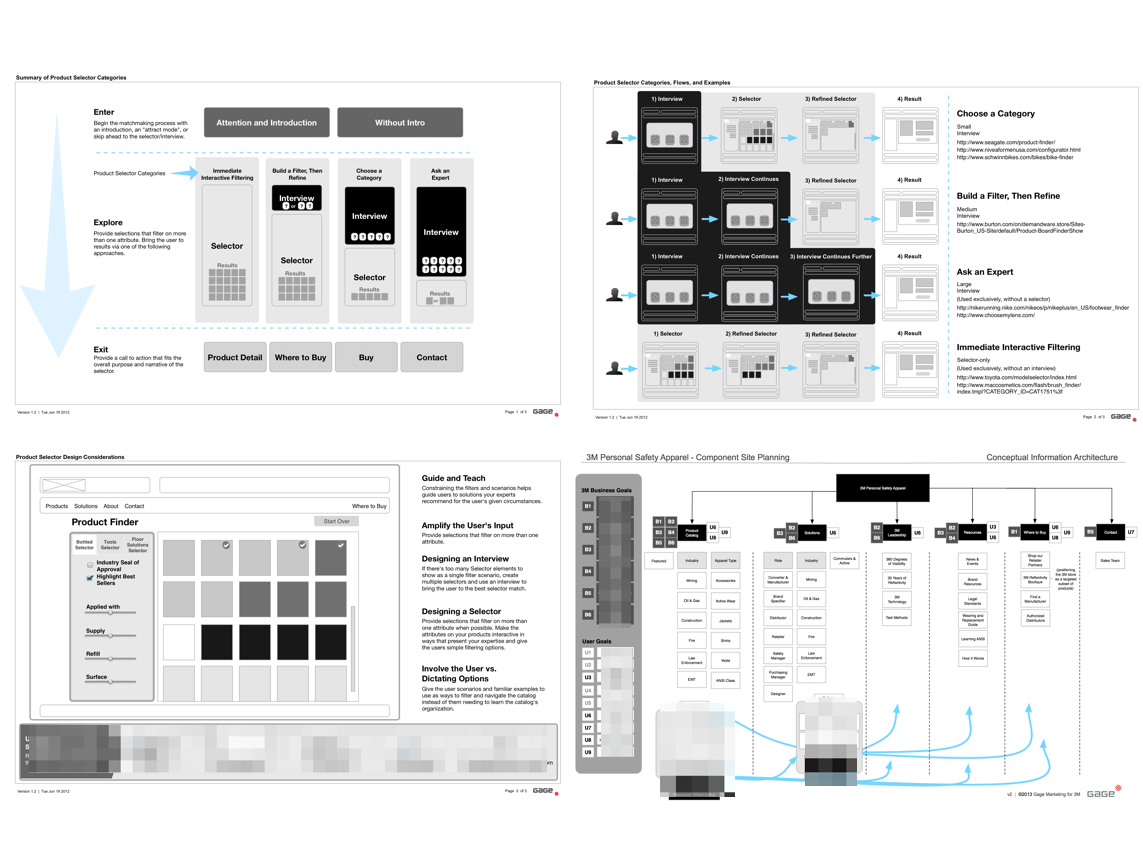 Summary of Product Selector Categories
Enter
Begin the matchmaking process with
an introduction, an "attract mode", or
skip ahead to the selector/interview.
Attention and Introduction
Without Intro
Product Selector Categories
Immediate
Interactive Filtering
Build a Filter, Then
Refine
Choose a
Category
Ask an
Expert
Interview
? or ? ?
Interview
? ? ?
Interview
? ? ? ? ?
? ? ? ? ?
Explore
Provide selections that filter on more
than one attribute. Bring the user to
results via one of the following
approaches.
Selector
Results
Selector
Results
Selector
Results
Results
or
Exit
Provide a call to action that fits the
overall purpose and narrative of the
selector.
Product Detail
Where to Buy
Buy
Contact
Version 1.2 | Tue Jun 19 2012
Page 1 of 3
GAGE
Product Selector Categories, Flows, and Examples
1) Interview
2) Selector
3) Refined Selector
4) Result
Choose a Category
Small
Interview
http://www.seagate.com/product-finder/
http://www.niveaformenusa.com/configurator.html
http://www.schwinnbikes.com/bikes/bike-finder
1) Interview
2) Interview Continues
3) Refined Selector
4) Result
Build a Filter, Then Refine
Medium
Interview
http://www.burton.com/on/demandware.store/Sites-
Burton_US-Site/default/Product-BoardFinderShow
1) Interview
2) Interview Continues
3) Interview Continues Further
4) Result
Ask an Expert
Large
Interview
(Used exclusively, without a selector)
http://nikerunning.nike.com/nikeos/p/nikeplus/en_US/footwear_finder
http://www.choosemylens.com/
1) Selector
2) Refined Selector
3) Refined Selector
4) Result
Immediate Interactive Filtering
Selector-only
(Used exclusively, without an interview)
http://www.toyota.com/modelselector/index.html
http://www.maccosmetics.com/flash/brush_finder/
index.tmpl?CATEGORY_ID=CAT1751%3f
Version 1.2 | Tue Jun 19 2012
Page 2 of 3
GAGE
Product Selector Design Considerations
Products Solutions About Contact
Where to Buy
Product Finder
Start Over
Bottled
Selector
Tools
Selector
Floor
Solutions
Selector
Industry Seal of
Approval
Highlight Best
Sellers
Applied with
Supply
Refill
Surface
Guide and Teach
Constraining the filters and scenarios helps
guide users to solutions your experts
recommend for the user's given circumstances.
Amplify the User's Input
Provide selections that filter on more than one
attribute.
Designing an Interview
If there's too many Selector elements to
show as a single filter scenario, create
multiple selectors and use an interview to
bring the user to the best selector match.
Designing a Selector
Provide selections that filter on more than
one attribute when possible. Make the
attributes on your products interactive in
ways that present your expertise and give
the users simple filtering options.
Involve the User vs.
Dictating Options
Give the user scenarios and familiar examples to
use as ways to filter and navigate the catalog
instead of them needing to learn the catalog's
organization.
Version 1.2 | Tue Jun 19 2012
Page 3 of 3
GAGE
3M Personal Safety Apparel - Component Site Planning
Conceptual Information Architecture
3M Business Goals
B1
B2
B3
B4
B5
B6
User Goals
U1
U2
U3
U4
U5
U6
U7
U8
U9
3M Personal Safety Apparel
B1 B2
B3 B4
B5 B6
Product
Catalog
U6
U8
U9
B2
B6
Solutions
U6
U8
U9
B2
B4
3M
Leadership
U6
U8
B3 B4
Resources
U3
U6
B1 B5
Where to Buy
U6
U9
B5
Contact
U7
Featured
Industry
Mining
Oil & Gas
Construction
Fire
Law
Enforcement
EMT
Apparel Type
Accessories
Active Wear
Jackets
Shirts
Vests
ANSI Class
Role
Converter &
Manufacturer
Brand
Specifier
Distributor
Retailer
Safety
Manager
Purchasing
Manager
Designer
Industry
Mining
Oil & Gas
Construction
Fire
Law
Enforcement
EMT
Commuters &
Active
360 Degrees
of Visibility
30 Years of
Reflectivity
3M
Technology
Test Methods
News &
Events
Brand
Resources
Legal
Standards
Wearing and
Replacement
Guide
Learning ANSI
How It Works
Shop our
Retailer
Partners
3M Reflectivity
Boutique
Find a
Manufacturer
Authorized
Distributors
(positioning
the 3M store
as a targeted
subset of
products)
Sales Team
v2 | ©2013 Gage Marketing for 3M
GAGE